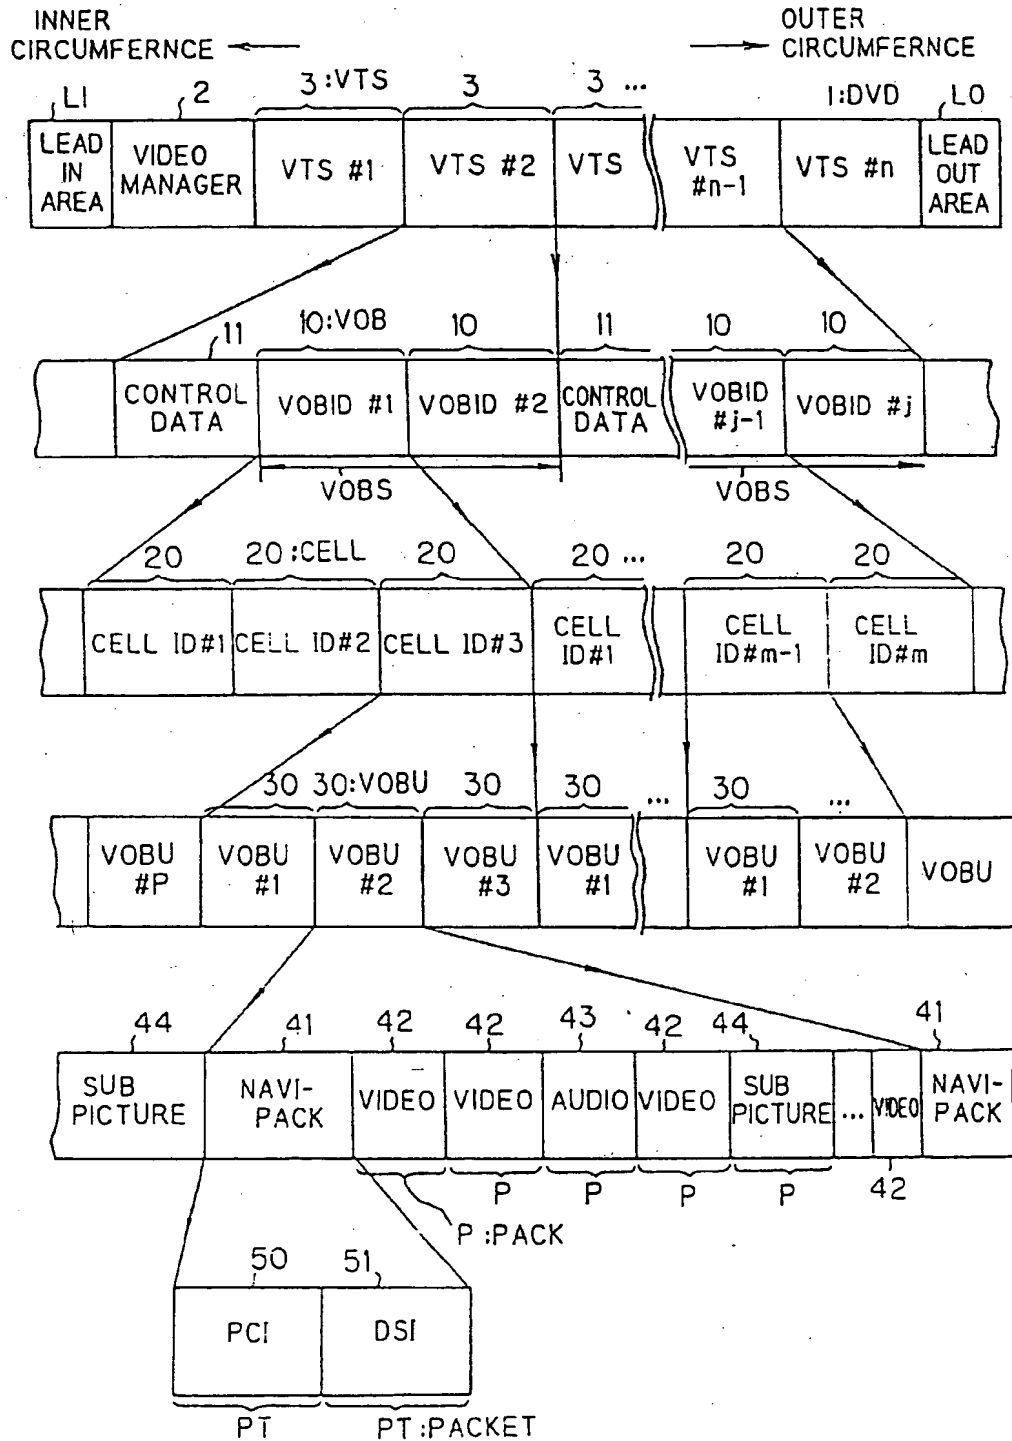 INNER
CIRCUMFERNCE
OUTER
CIRCUMFERNCE
L1 2 3:VTS 3 3 ... 1:DVD LO
LEAD IN AREA
VIDEO MANAGER
VTS #1
VTS #2
VTS
VTS #n-1
VTS #n
LEAD OUT AREA
11 10:VOB 10 11 10 10
CONTROL DATA
VOBID #1
VOBID #2
CONTROL DATA
VOBID #j-1
VOBID #j
VOBS
VOBS
20 20:CELL 20 20 ... 20 20
CELL ID#1
CELL ID#2
CELL ID#3
CELL ID#1
CELL ID#m-1
CELL ID#m
30 30:VOBU 30 30 ... 30 ...
VOBU #P
VOBU #1
VOBU #2
VOBU #3
VOBU #1
VOBU #1
VOBU #2
VOBU
44 41 42 42 43 42 44 41
SUB PICTURE
NAVI-PACK
VIDEO
VIDEO
AUDIO
VIDEO
SUB PICTURE
...
VIDEO
NAVI-PACK
P P P P 42
P:PACK
50 51
PCI
DSI
PT PT:PACKET